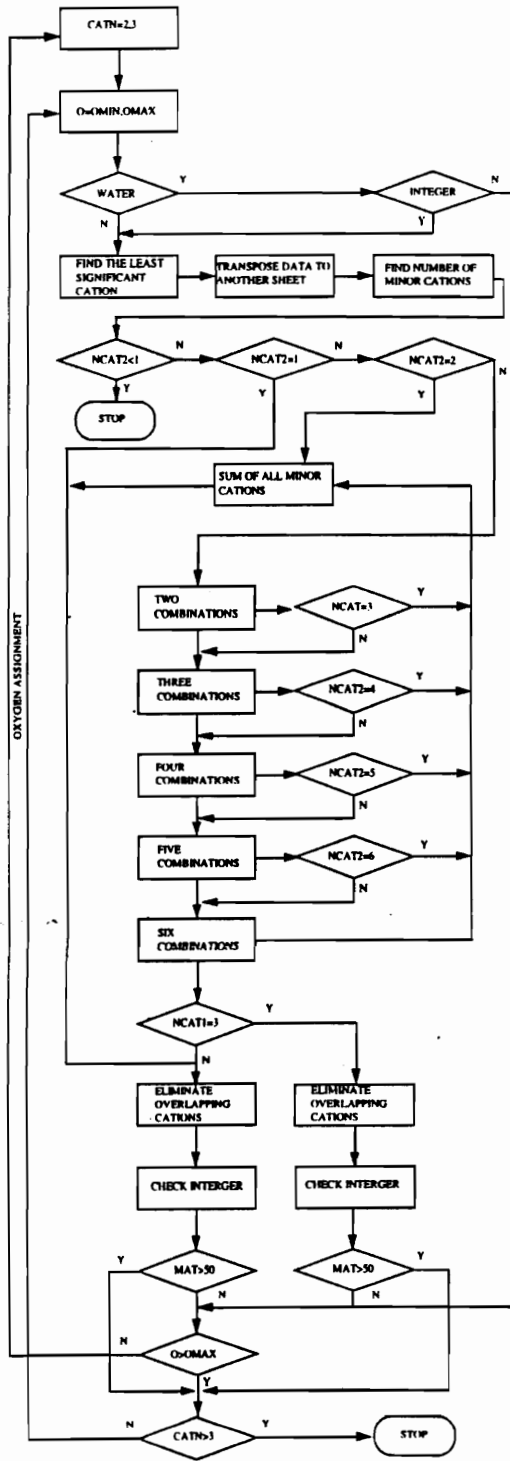 CATN=2,3
O=OMIN,OMAX
WATER
Y
INTEGER
N
N
Y
FIND THE LEAST
SIGNIFICANT
CATION
TRANSPOSE DATA TO
ANOTHER SHEET
FIND NUMBER OF
MINOR CATIONS
NCAT2<1
N
NCAT2=1
N
NCAT2=2
N
Y
Y
Y
STOP
SUM OF ALL MINOR
CATIONS
OXYGEN ASSIGNMENT
TWO
COMBINATIONS
NCAT=3
Y
N
THREE
COMBINATIONS
NCAT2=4
Y
N
FOUR
COMBINATIONS
NCAT2=5
Y
N
FIVE
COMBINATIONS
NCAT2=6
Y
N
SIX
COMBINATIONS
NCAT1=3
Y
N
ELIMINATE
OVERLAPPING
CATIONS
ELIMINATE
OVERLAPPING
CATIONS
CHECK INTERGER
CHECK INTERGER
Y
MAT>50
N
MAT>50
Y
N
N
O>OMAX
Y
N
CATN>3
Y
STOP